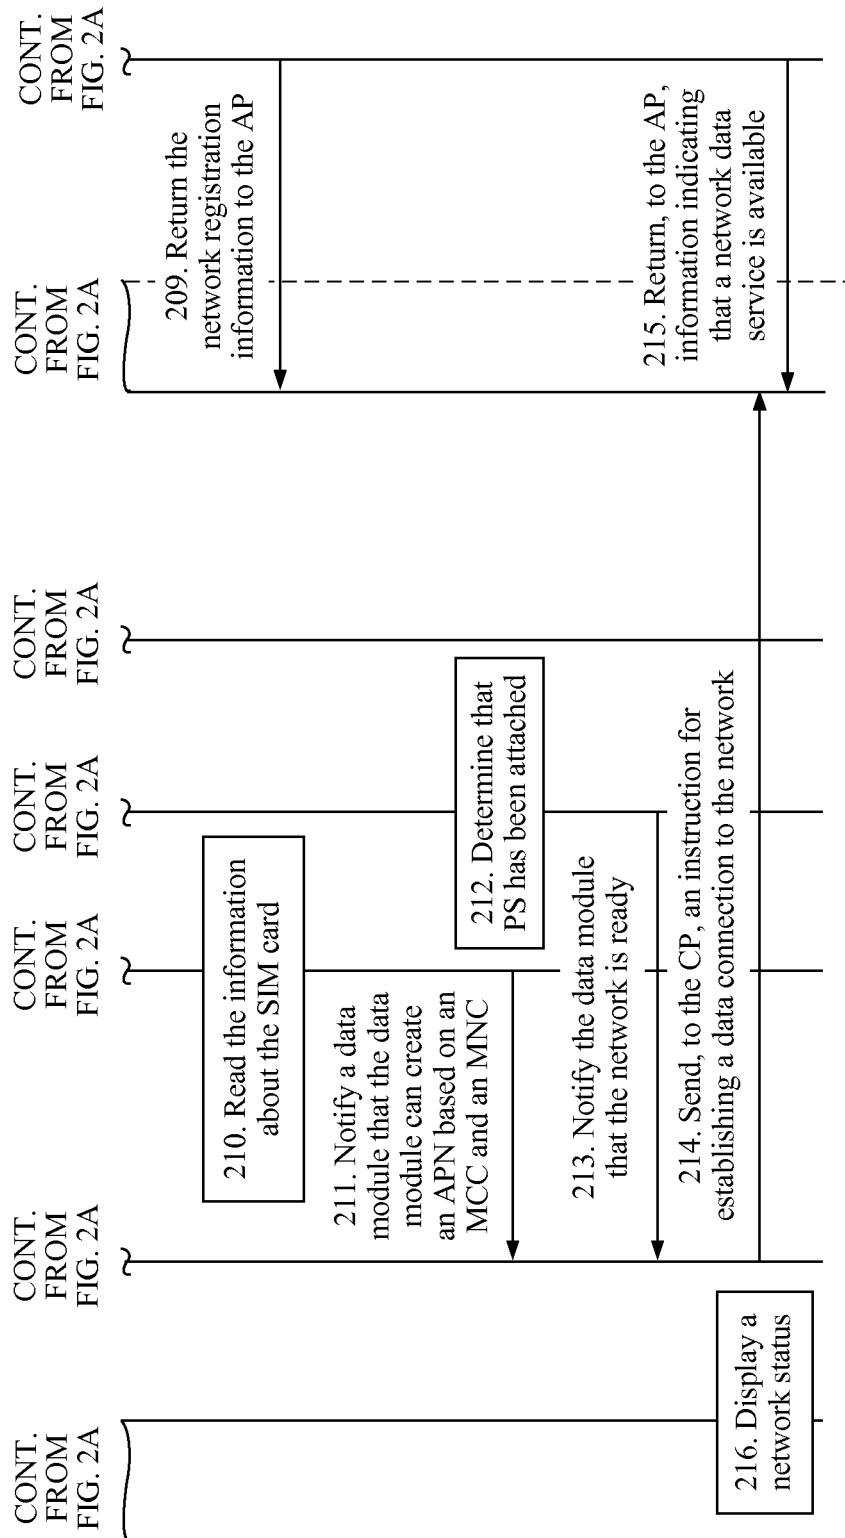 CONT.
FROM
FIG. 2A
CONT.
FROM
FIG. 2A
CONT.
FROM
FIG. 2A
CONT.
FROM
FIG. 2A
CONT.
FROM
FIG. 2A
CONT.
FROM
FIG. 2A
CONT.
FROM
FIG. 2A
209. Return the
network registration
information to the AP
210. Read the information
about the SIM card
211. Notify a data
module that the data
module can create
an APN based on an
MCC and an MNC
212. Determine that
PS has been attached
213. Notify the data module
that the network is ready
214. Send, to the CP, an instruction for
establishing a data connection to the network
215. Return, to the AP,
information indicating
that a network data
service is available
216. Display a
network status